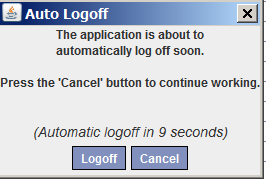 Auto Logoff
The application is about to
automatically log off soon.
Press the 'Cancel' button to continue working.
(Automatic logoff in 9 seconds)
Logoff Cancel